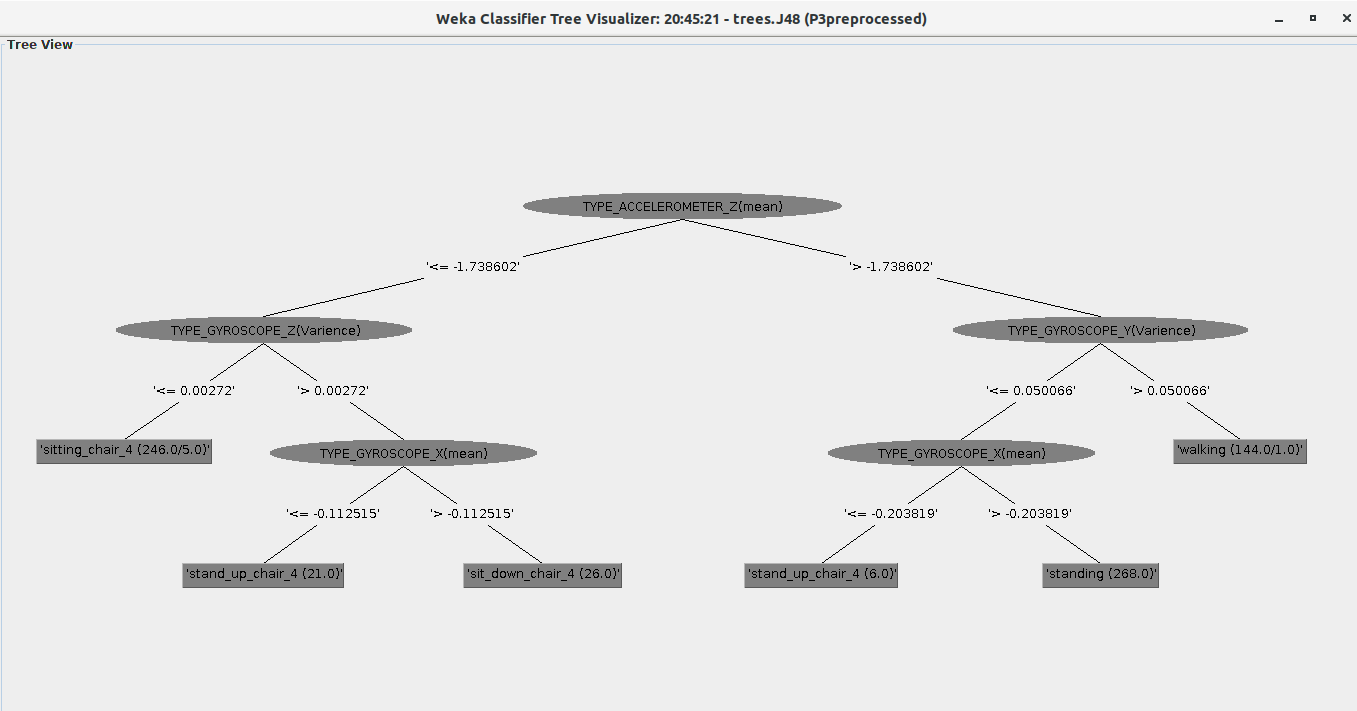 Weka Classifier Tree Visualizer: 20:45:21 - trees.J48 (P3preprocessed)
Tree View
TYPE_ACCELEROMETER_Z(mean)
'<= -1.738602' '> -1.738602'
TYPE_GYROSCOPE_Z(Varience) TYPE_GYROSCOPE_Y(Varience)
'<= 0.00272' '> 0.00272' '<= 0.050066' '> 0.050066'
'sitting_chair_4 (246.0/5.0)' TYPE_GYROSCOPE_X(mean) TYPE_GYROSCOPE_X(mean) 'walking (144.0/1.0)'
'<= -0.112515' '> -0.112515' '<= -0.203819' '> -0.203819'
'stand_up_chair_4 (21.0)' 'sit_down_chair_4 (26.0)' 'stand_up_chair_4 (6.0)' 'standing (268.0)'